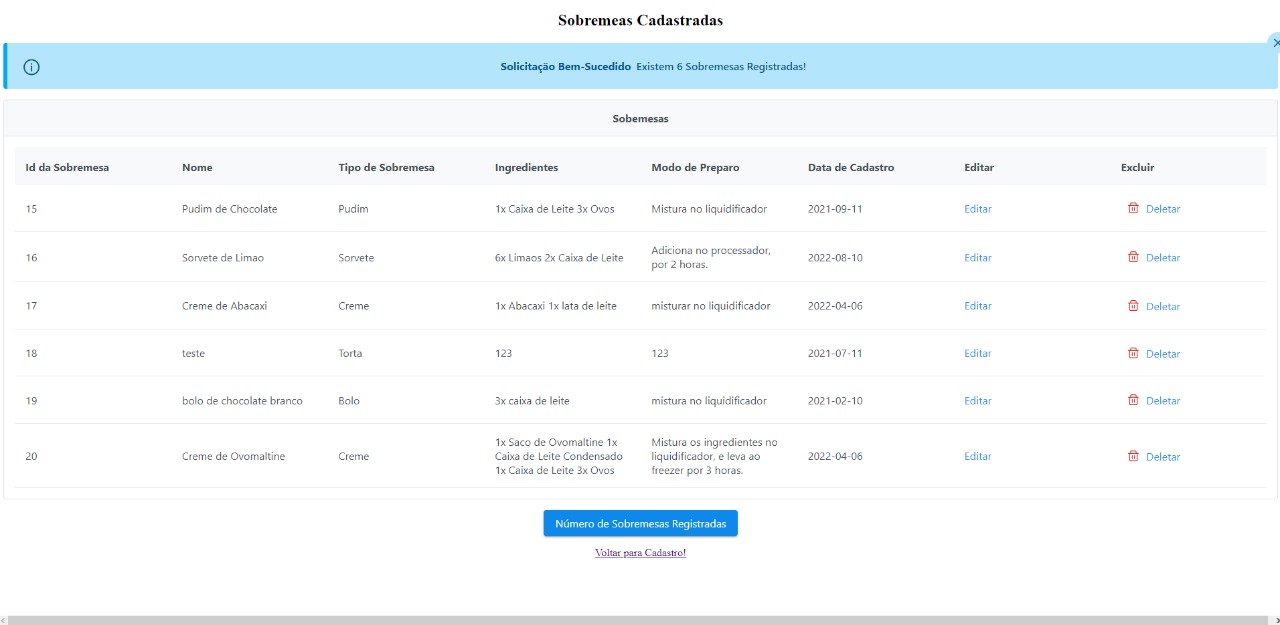 Sobremeas Cadastradas
Solicitação Bem-Sucedido Existem 6 Sobremesas Registradas!
Sobemesas
Id da Sobremesa Nome Tipo de Sobremesa Ingredientes Modo de Preparo Data de Cadastro Editar Excluir
15 Pudim de Chocolate Pudim 1x Caixa de Leite 3x Ovos Mistura no liquidificador 2021-09-11 Editar Deletar
16 Sorvete de Limao Sorvete 6x Limaos 2x Caixa de Leite Adiciona no processador,
por 2 horas. 2022-08-10 Editar Deletar
17 Creme de Abacaxi Creme 1x Abacaxi 1x lata de leite misturar no liquidificador 2022-04-06 Editar Deletar
18 teste Torta 123 123 2021-07-11 Editar Deletar
19 bolo de chocolate branco Bolo 3x caixa de leite mistura no liquidificador 2021-02-10 Editar Deletar
20 Creme de Ovomaltine Creme 1x Saco de Ovomaltine 1x
Caixa de Leite Condensado
1x Caixa de Leite 3x Ovos Mistura os ingredientes no
liquidificador, e leva ao
freezer por 3 horas. 2022-04-06 Editar Deletar
Número de Sobremesas Registradas
Voltar para Cadastro!